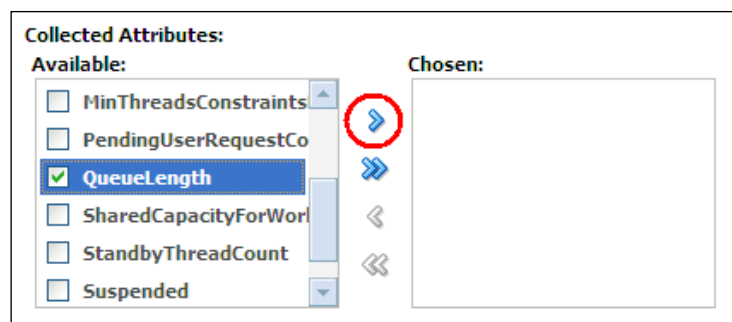 Collected Attributes:
Available:
Chosen:
MinThreadsConstraints
PendingUserRequestCo
QueueLength
SharedCapacityForWorl
StandbyThreadCount
Suspended